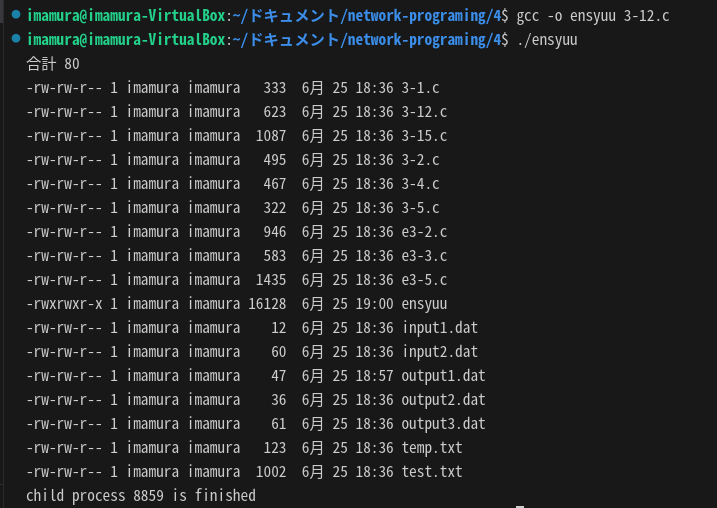 imamura@imamura-VirtualBox:~/ドキュメント/network-programing/4$ gcc -o ensyuu 3-12.c
imamura@imamura-VirtualBox:~/ドキュメント/network-programing/4$ ./ensyuu
合計 80
-rw-rw-r-- 1 imamura imamura   333  6月 25 18:36 3-1.c
-rw-rw-r-- 1 imamura imamura   623  6月 25 18:36 3-12.c
-rw-rw-r-- 1 imamura imamura  1087  6月 25 18:36 3-15.c
-rw-rw-r-- 1 imamura imamura   495  6月 25 18:36 3-2.c
-rw-rw-r-- 1 imamura imamura   467  6月 25 18:36 3-4.c
-rw-rw-r-- 1 imamura imamura   322  6月 25 18:36 3-5.c
-rw-rw-r-- 1 imamura imamura   946  6月 25 18:36 e3-2.c
-rw-rw-r-- 1 imamura imamura   583  6月 25 18:36 e3-3.c
-rw-rw-r-- 1 imamura imamura  1435  6月 25 18:36 e3-5.c
-rwxrwxr-x 1 imamura imamura 16128  6月 25 19:00 ensyuu
-rw-rw-r-- 1 imamura imamura    12  6月 25 18:36 input1.dat
-rw-rw-r-- 1 imamura imamura    60  6月 25 18:36 input2.dat
-rw-rw-r-- 1 imamura imamura    47  6月 25 18:57 output1.dat
-rw-rw-r-- 1 imamura imamura    36  6月 25 18:36 output2.dat
-rw-rw-r-- 1 imamura imamura    61  6月 25 18:36 output3.dat
-rw-rw-r-- 1 imamura imamura   123  6月 25 18:36 temp.txt
-rw-rw-r-- 1 imamura imamura  1002  6月 25 18:36 test.txt
child process 8859 is finished